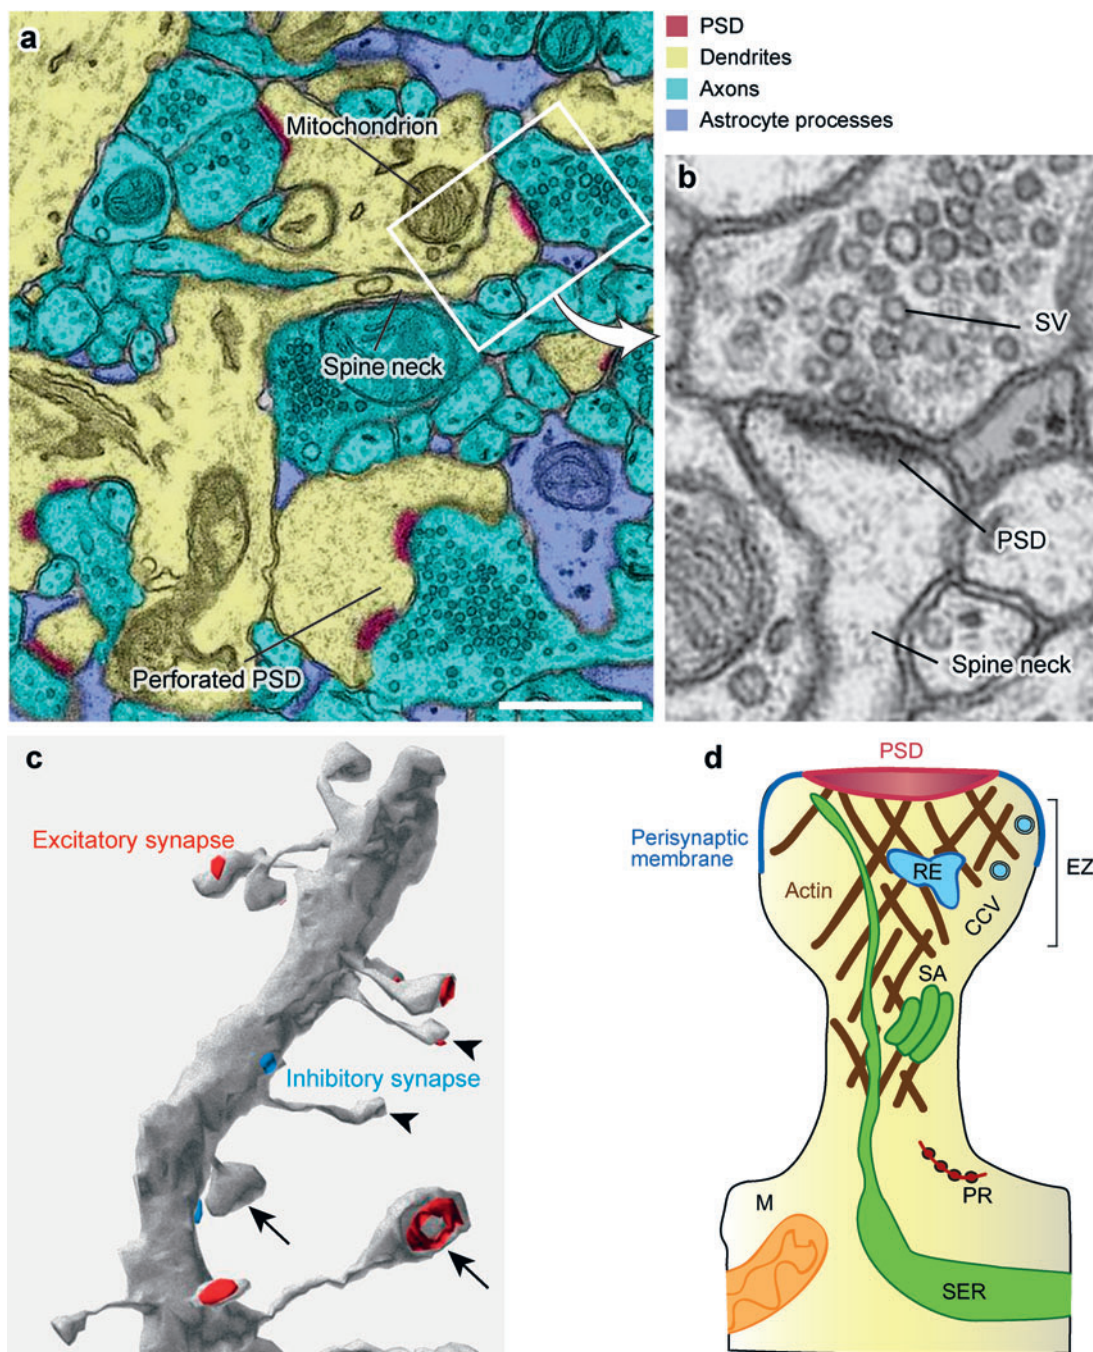 a
Mitochondrion
Spine neck
Perforated PSD
PSD
Dendrites
Axons
Astrocyte processes
b
SV
PSD
Spine neck
c
Excitatory synapse
Inhibitory synapse
d
PSD
Perisynaptic
membrane
Actin
RE
EZ
CCV
SA
PR
M
SER